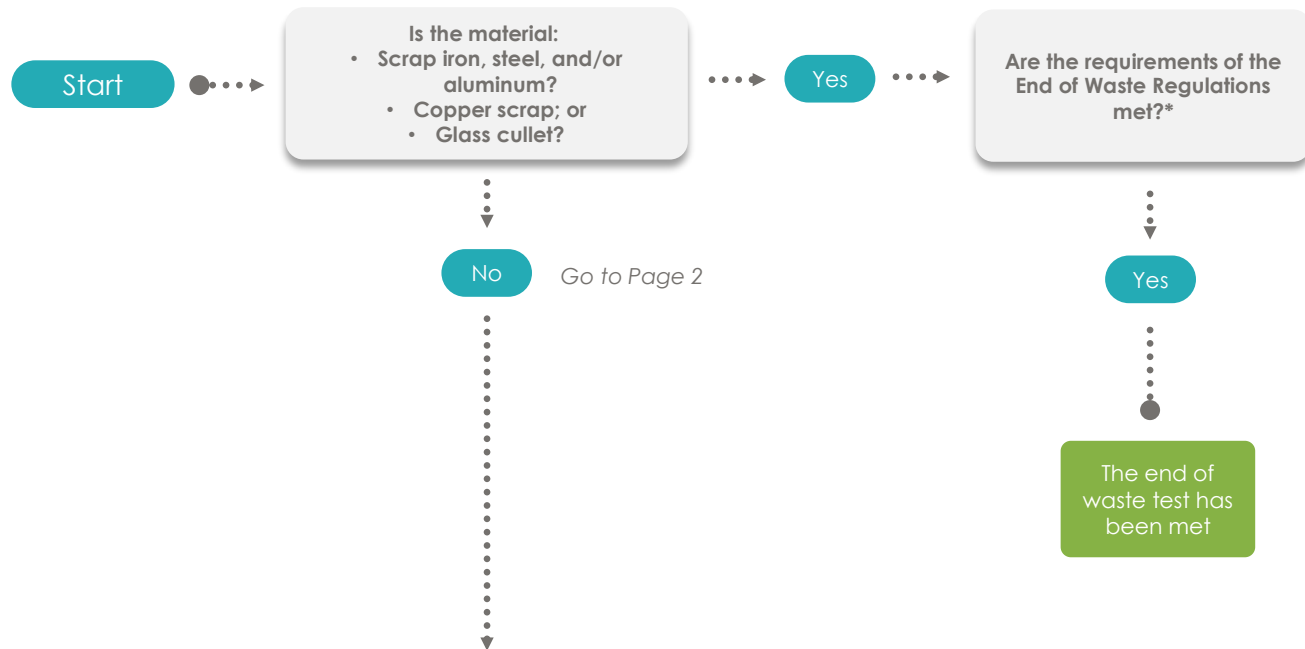 Start
Is the material:
• Scrap iron, steel, and/or
aluminum?
• Copper scrap; or
• Glass cullet?
Yes
Are the requirements of the
End of Waste Regulations
met?*
No
Go to Page 2
Yes
The end of
waste test has
been met